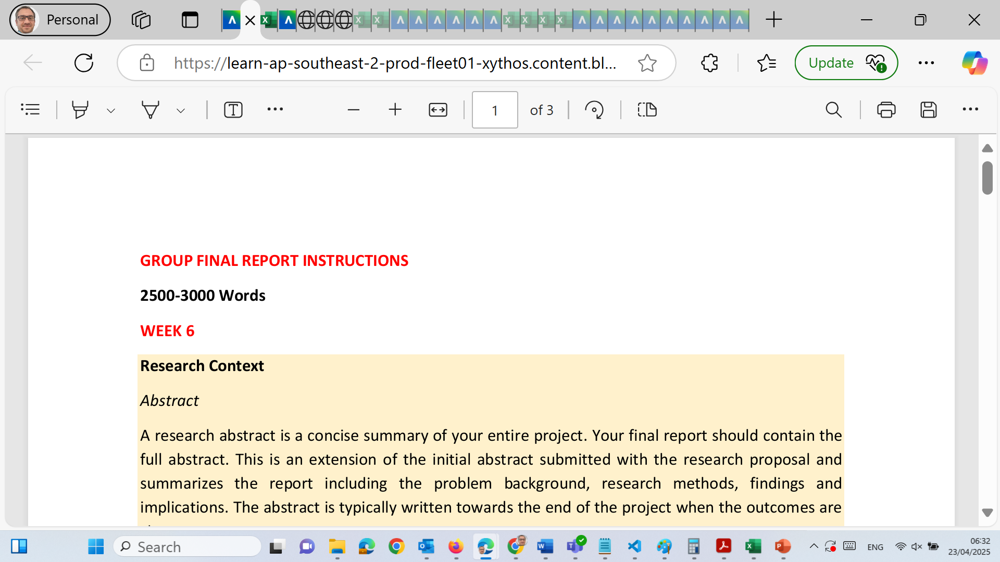 Personal
https://learn-ap-southeast-2-prod-fleet01-xythos.content.bl...
Update
1 of 3
GROUP FINAL REPORT INSTRUCTIONS
2500-3000 Words
WEEK 6
Research Context
Abstract
A research abstract is a concise summary of your entire project. Your final report should contain the
full abstract. This is an extension of the initial abstract submitted with the research proposal and
summarizes the report including the problem background, research methods, findings and
implications. The abstract is typically written towards the end of the project when the outcomes are
Search
ENG
06:32
23/04/2025